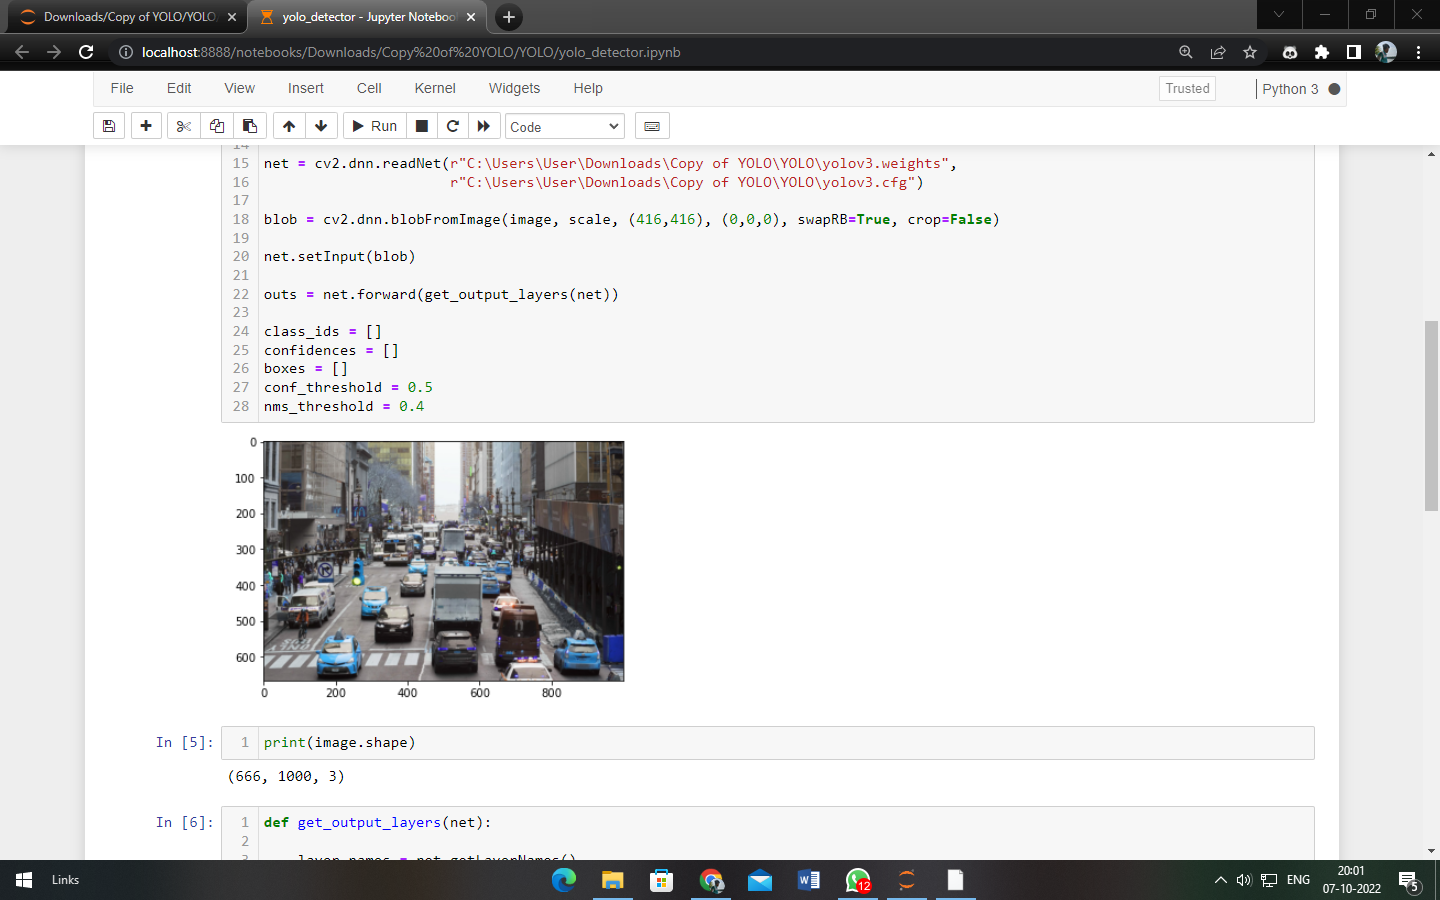 Downloads/Copy of YOLO/YOLO
yolo_detector - Jupyter Notebook
localhost:8888/notebooks/Downloads/Copy%20of%20YOLO/YOLO/yolo_detector.ipynb
File Edit View Insert Cell Kernel Widgets Help
Trusted
Python 3
Run
Code
14
15 net = cv2.dnn.readNet(r"C:\Users\User\Downloads\Copy of YOLO\YOLO\yolov3.weights",
16 r"C:\Users\User\Downloads\Copy of YOLO\YOLO\yolov3.cfg")
17
18 blob = cv2.dnn.blobFromImage(image, scale, (416,416), (0,0,0), swapRB=True, crop=False)
19
20 net.setInput(blob)
21
22 outs = net.forward(get_output_layers(net))
23
24 class_ids = []
25 confidences = []
26 boxes = []
27 conf_threshold = 0.5
28 nms_threshold = 0.4
0
100
200
300
400
500
600
0 200 400 600 800
In [5]: 1 print(image.shape)
(666, 1000, 3)
In [6]: 1 def get_output_layers(net):
2
3 layer_names = net.getLayerNames()
Links
12
ENG
20:01
07-10-2022
5